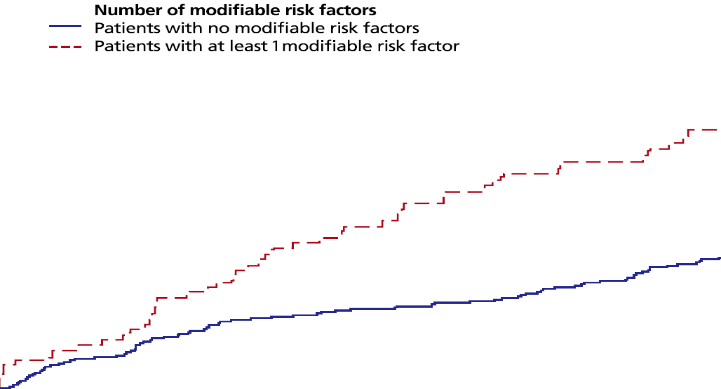 Number of modifiable risk factors
Patients with no modifiable risk factors
Patients with at least 1 modifiable risk factor